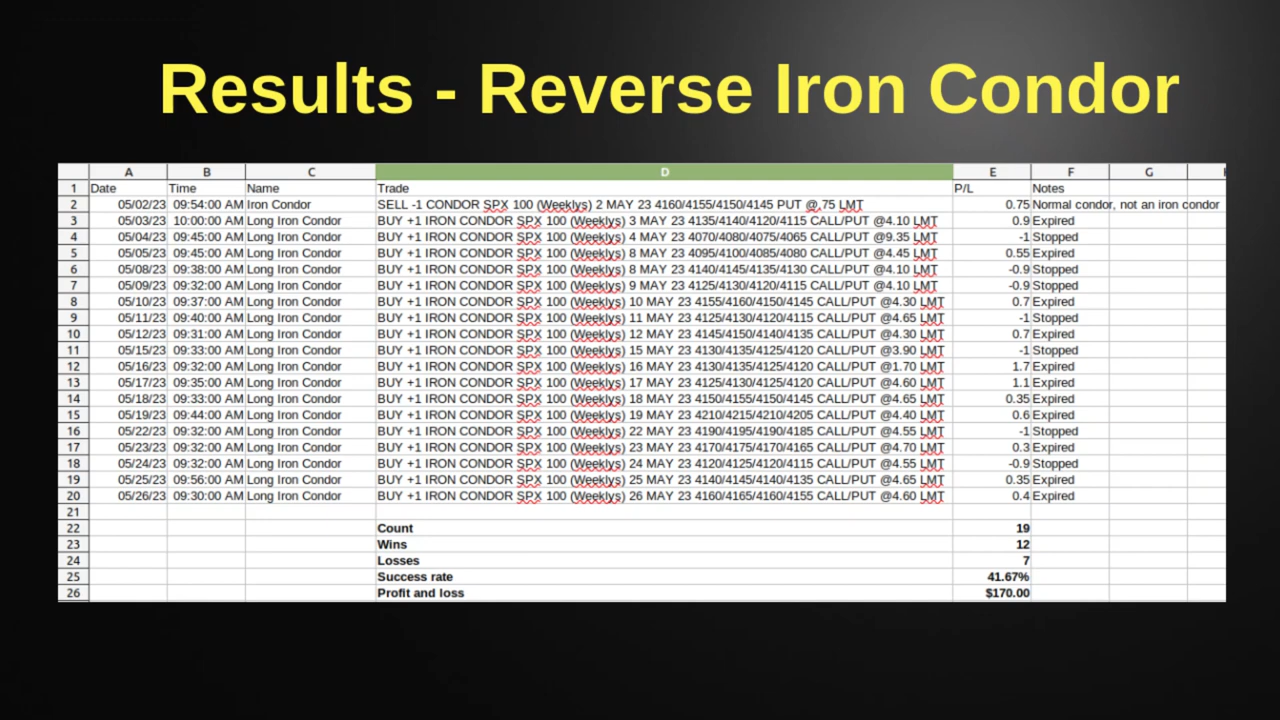 Results - Reverse Iron Condor
A B C D E F G
1 Date Time Name Trade P/L Notes
2 05/02/23 09:54:00 AM Iron Condor SELL -1 CONDOR SPX 100 (Weeklys) 2 MAY 23 4160/4155/4150/4145 PUT @.75 LMT 0.75 Normal condor, not an iron condor
3 05/03/23 10:00:00 AM Long Iron Condor BUY +1 IRON CONDOR SPX 100 (Weeklys) 3 MAY 23 4135/4140/4120/4115 CALL/PUT @4.10 LMT 0.9 Expired
4 05/04/23 09:45:00 AM Long Iron Condor BUY +1 IRON CONDOR SPX 100 (Weeklys) 4 MAY 23 4070/4080/4075/4065 CALL/PUT @9.35 LMT -1 Stopped
5 05/05/23 09:45:00 AM Long Iron Condor BUY +1 IRON CONDOR SPX 100 (Weeklys) 8 MAY 23 4095/4100/4085/4080 CALL/PUT @4.45 LMT 0.55 Expired
6 05/08/23 09:38:00 AM Long Iron Condor BUY +1 IRON CONDOR SPX 100 (Weeklys) 8 MAY 23 4140/4145/4135/4130 CALL/PUT @4.10 LMT -0.9 Stopped
7 05/09/23 09:32:00 AM Long Iron Condor BUY +1 IRON CONDOR SPX 100 (Weeklys) 9 MAY 23 4125/4130/4120/4115 CALL/PUT @4.10 LMT -0.9 Stopped
8 05/10/23 09:37:00 AM Long Iron Condor BUY +1 IRON CONDOR SPX 100 (Weeklys) 10 MAY 23 4155/4160/4150/4145 CALL/PUT @4.30 LMT 0.7 Expired
9 05/11/23 09:40:00 AM Long Iron Condor BUY +1 IRON CONDOR SPX 100 (Weeklys) 11 MAY 23 4125/4130/4120/4115 CALL/PUT @4.65 LMT -1 Stopped
10 05/12/23 09:31:00 AM Long Iron Condor BUY +1 IRON CONDOR SPX 100 (Weeklys) 12 MAY 23 4145/4150/4140/4135 CALL/PUT @4.30 LMT 0.7 Expired
11 05/15/23 09:33:00 AM Long Iron Condor BUY +1 IRON CONDOR SPX 100 (Weeklys) 15 MAY 23 4130/4135/4125/4120 CALL/PUT @3.90 LMT -1 Stopped
12 05/16/23 09:32:00 AM Long Iron Condor BUY +1 IRON CONDOR SPX 100 (Weeklys) 16 MAY 23 4130/4135/4125/4120 CALL/PUT @1.70 LMT 1.7 Expired
13 05/17/23 09:35:00 AM Long Iron Condor BUY +1 IRON CONDOR SPX 100 (Weeklys) 17 MAY 23 4125/4130/4125/4120 CALL/PUT @4.60 LMT 1.1 Expired
14 05/18/23 09:33:00 AM Long Iron Condor BUY +1 IRON CONDOR SPX 100 (Weeklys) 18 MAY 23 4150/4155/4150/4145 CALL/PUT @4.65 LMT 0.35 Expired
15 05/19/23 09:44:00 AM Long Iron Condor BUY +1 IRON CONDOR SPX 100 (Weeklys) 19 MAY 23 4210/4215/4210/4205 CALL/PUT @4.40 LMT 0.6 Expired
16 05/22/23 09:32:00 AM Long Iron Condor BUY +1 IRON CONDOR SPX 100 (Weeklys) 22 MAY 23 4190/4195/4190/4185 CALL/PUT @4.55 LMT -1 Stopped
17 05/23/23 09:32:00 AM Long Iron Condor BUY +1 IRON CONDOR SPX 100 (Weeklys) 23 MAY 23 4170/4175/4170/4165 CALL/PUT @4.70 LMT 0.3 Expired
18 05/24/23 09:32:00 AM Long Iron Condor BUY +1 IRON CONDOR SPX 100 (Weeklys) 24 MAY 23 4120/4125/4120/4115 CALL/PUT @4.55 LMT -0.9 Stopped
19 05/25/23 09:56:00 AM Long Iron Condor BUY +1 IRON CONDOR SPX 100 (Weeklys) 25 MAY 23 4140/4145/4140/4135 CALL/PUT @4.65 LMT 0.35 Expired
20 05/26/23 09:30:00 AM Long Iron Condor BUY +1 IRON CONDOR SPX 100 (Weeklys) 26 MAY 23 4160/4165/4160/4155 CALL/PUT @4.60 LMT 0.4 Expired
21
22 Count 19
23 Wins 12
24 Losses 7
25 Success rate 41.67%
26 Profit and loss $170.00